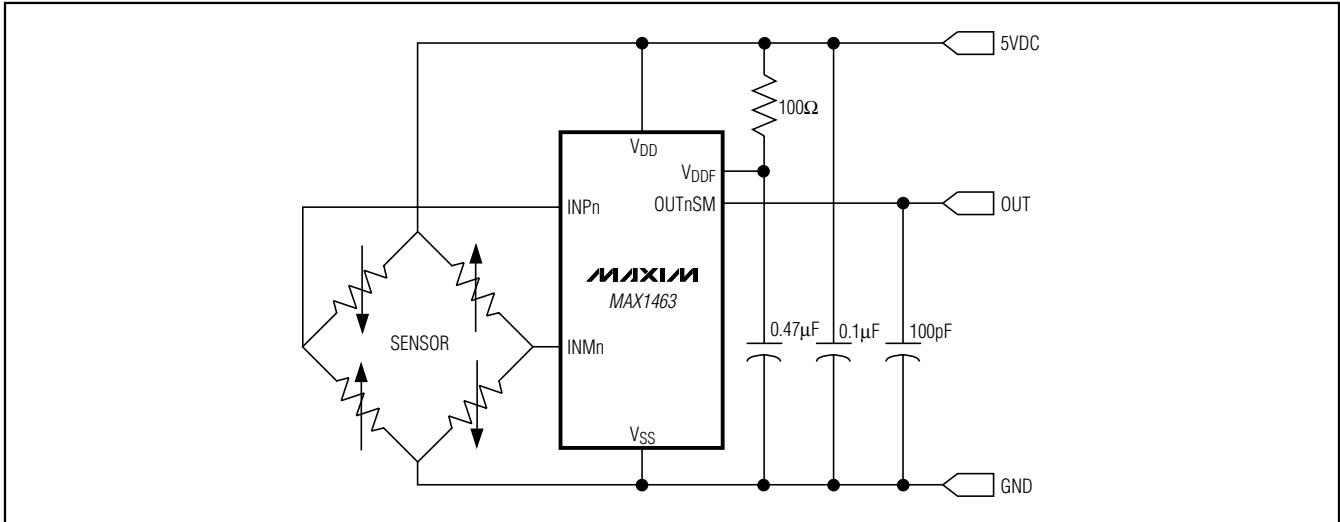 5VDC
100Ω
VDD
VDDF
INPn
OUTnSM
OUT
MAXIM
MAX1463
SENSOR
INMn
0.47µF
0.1µF
100pF
VSS
GND